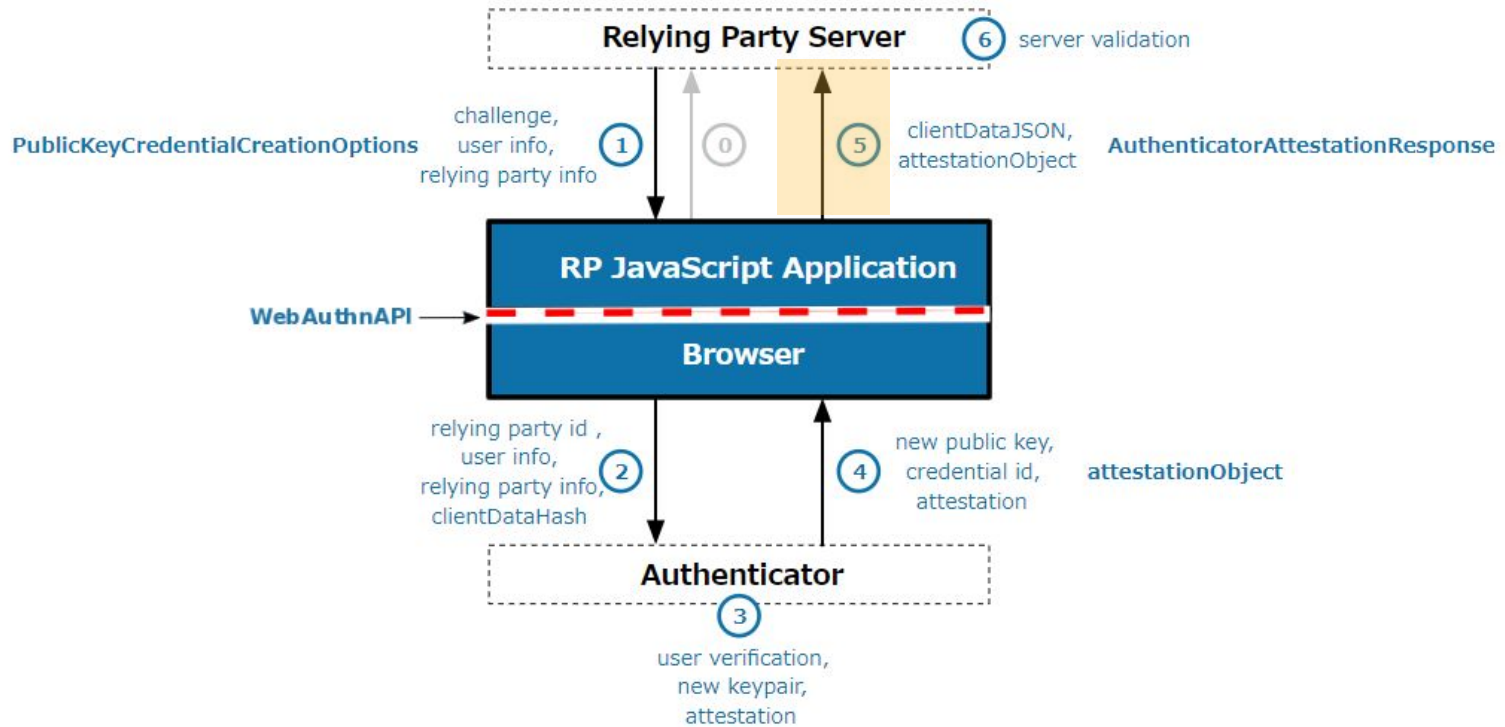 Relying Party Server
6
server validation
PublicKeyCredentialCreationOptions
challenge,
user info,
relying party info
1
0
5
clientDataJSON,
attestationObject
AuthenticatorAttestationResponse
RP JavaScript Application
WebAuthnAPI
Browser
relying party id ,
user info,
relying party info,
clientDataHash
2
4
new public key,
credential id,
attestation
attestationObject
Authenticator
3
user verification,
new keypair,
attestation